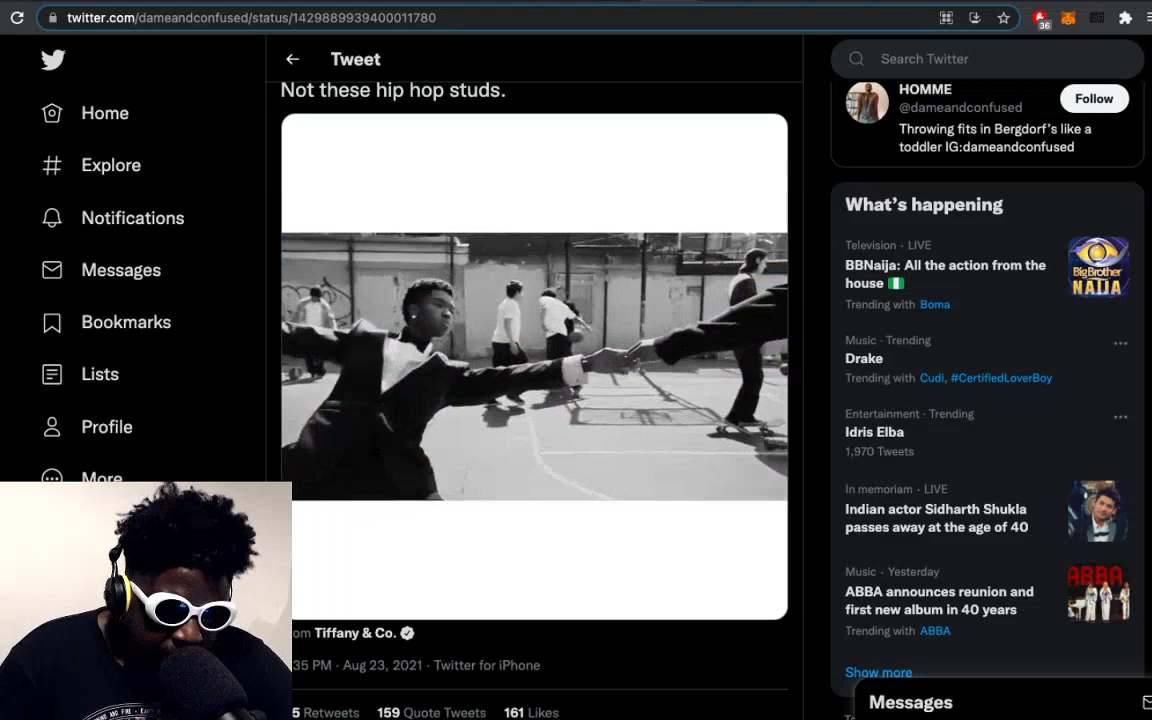 twitter.com/dameandconfused/status/1429889939400011780
36
Home
Explore
Notifications
Messages
Bookmarks
Lists
Profile
More
Tweet
Not these hip hop studs.
Tiffany & Co.
35 PM · Aug 23, 2021 · Twitter for iPhone
5 Retweets 159 Quote Tweets 161 Likes
Search Twitter
HOMME
@dameandconfused
Follow
Throwing fits in Bergdorf's like a
toddler IG:dameandconfused
What's happening
Television · LIVE
BBNaija: All the action from the
house
Trending with Boma
BigBrother
NAIJA
Music · Trending
Drake
Trending with Cudi, #CertifiedLoverBoy
Entertainment · Trending
Idris Elba
1,970 Tweets
In memoriam · LIVE
Indian actor Sidharth Shukla
passes away at the age of 40
Music · Yesterday
ABBA announces reunion and
first new album in 40 years
Trending with ABBA
ABBA
Show more
Messages